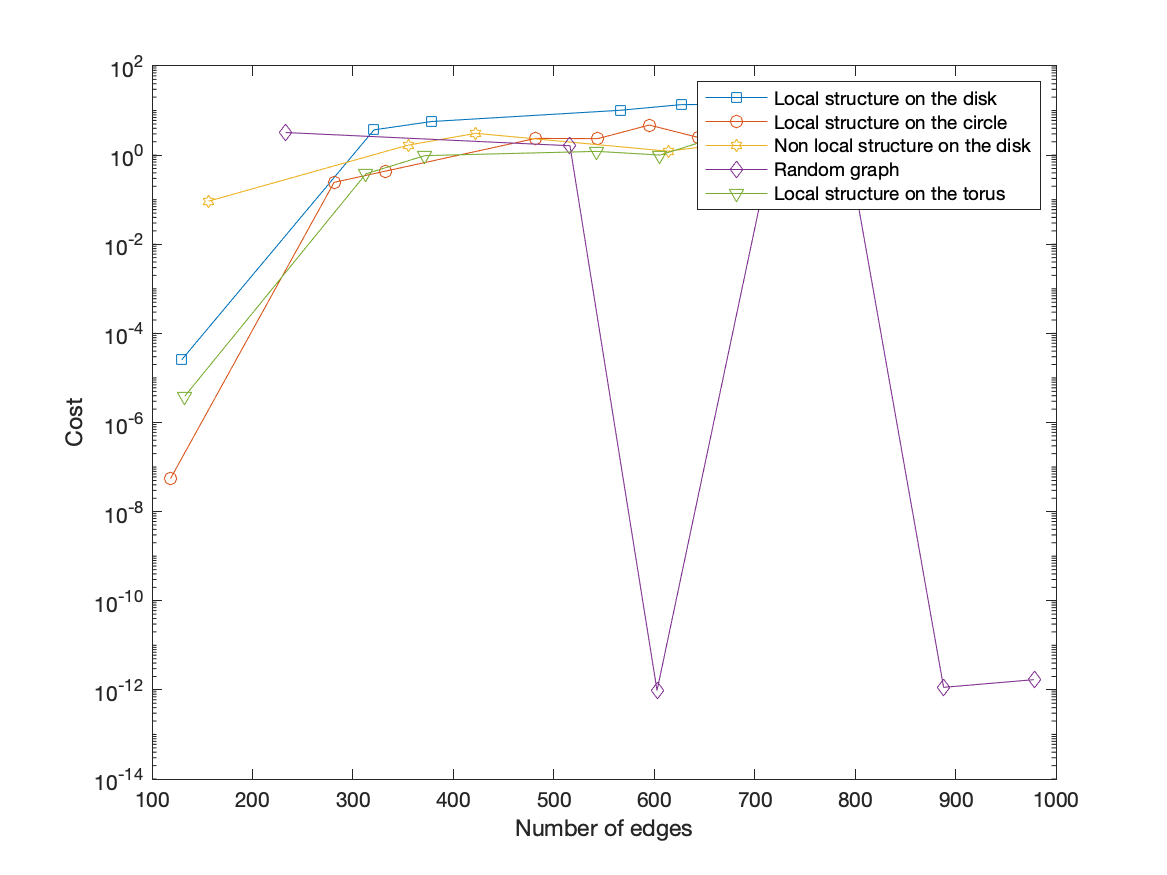 10^2
10^0
10^-2
10^-4
10^-6
10^-8
10^-10
10^-12
10^-14
Cost
Local structure on the disk
Local structure on the circle
Non local structure on the disk
Random graph
Local structure on the torus
100 200 300 400 500 600 700 800 900 1000
Number of edges